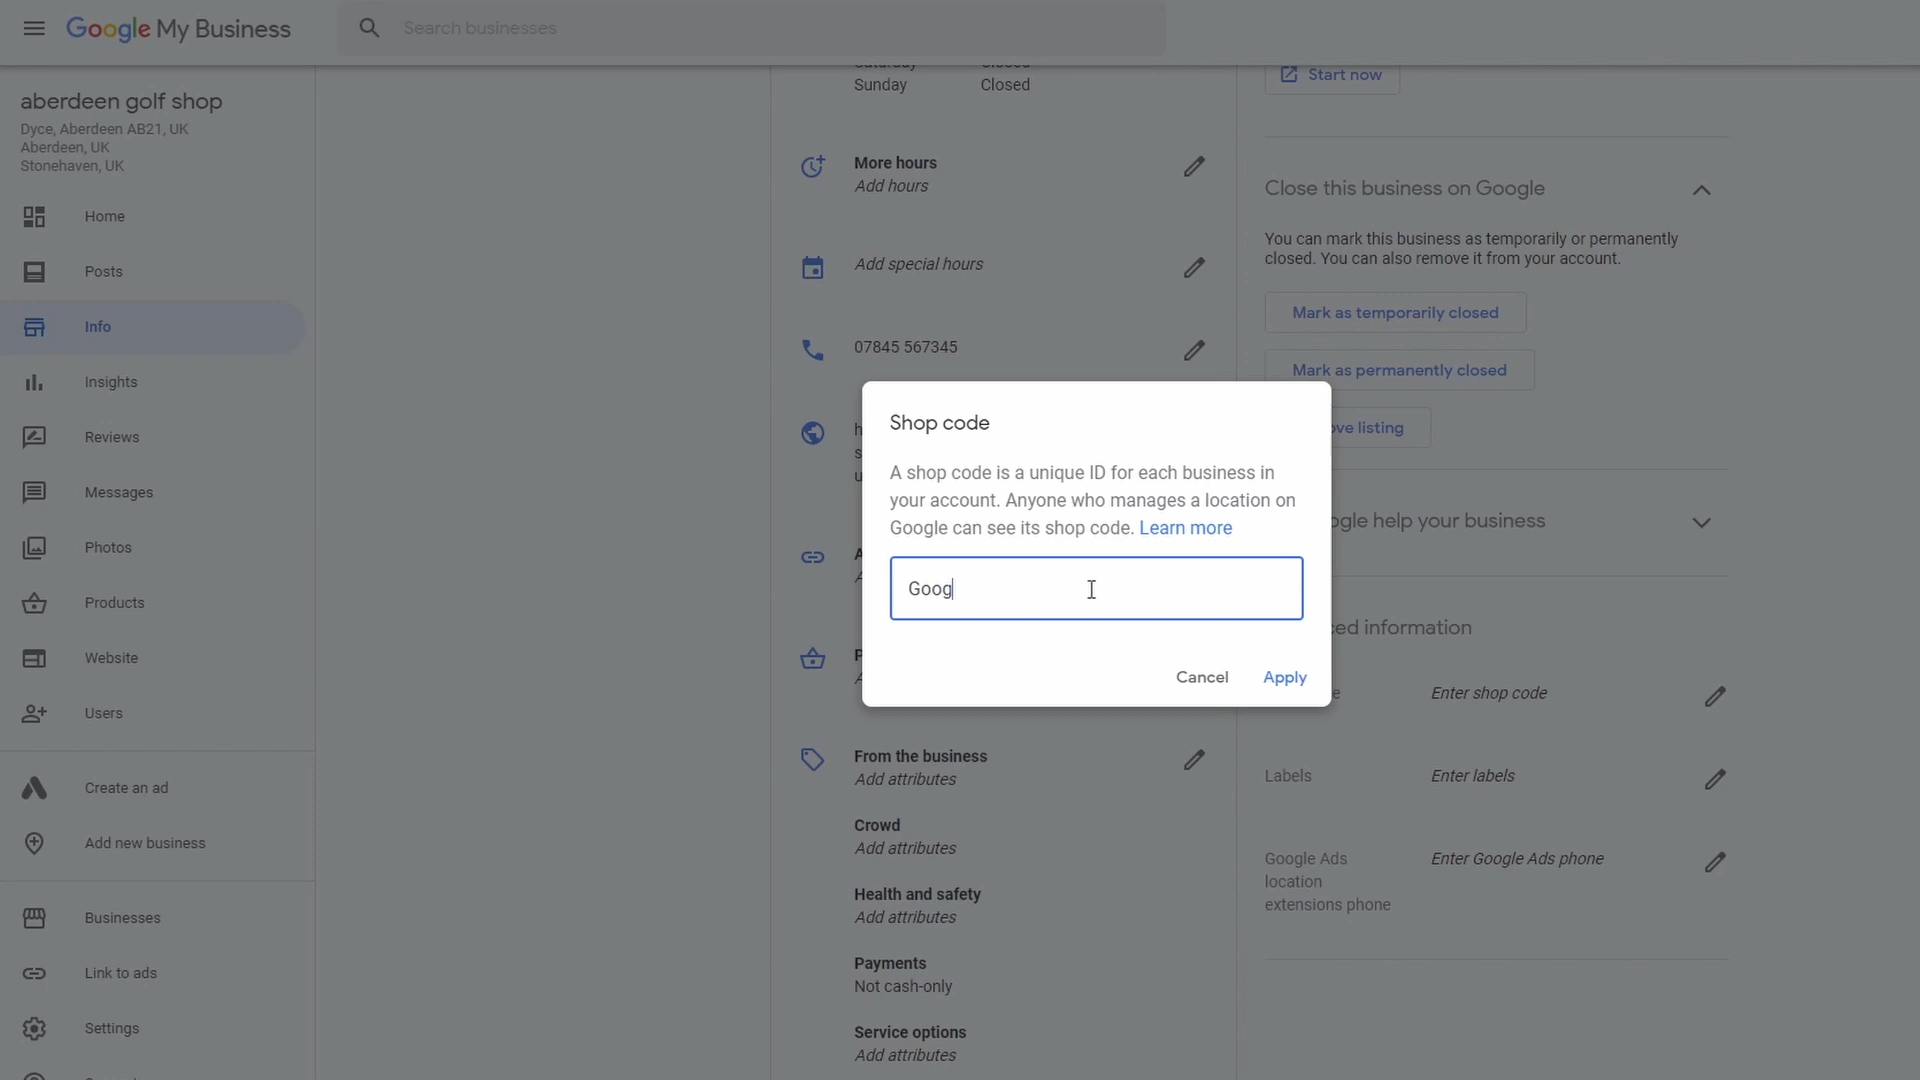 Google My Business
Search businesses
aberdeen golf shop
Dyce, Aberdeen AB21, UK
Aberdeen, UK
Stonehaven, UK
Home
Posts
Info
Insights
Reviews
Messages
Photos
Products
Website
Users
Create an ad
Add new business
Businesses
Link to ads
Settings
Saturday Closed
Sunday Closed
More hours
Add hours
Add special hours
07845 567345
From the business
Add attributes
Crowd
Add attributes
Health and safety
Add attributes
Payments
Not cash-only
Service options
Add attributes
Shop code
A shop code is a unique ID for each business in
your account. Anyone who manages a location on
Google can see its shop code. Learn more
Goog
Cancel Apply
Start now
Close this business on Google
You can mark this business as temporarily or permanently
closed. You can also remove it from your account.
Mark as temporarily closed
Mark as permanently closed
ove listing
ogle help your business
ced information
e Enter shop code
Labels Enter labels
Google Ads Enter Google Ads phone
location
extensions phone